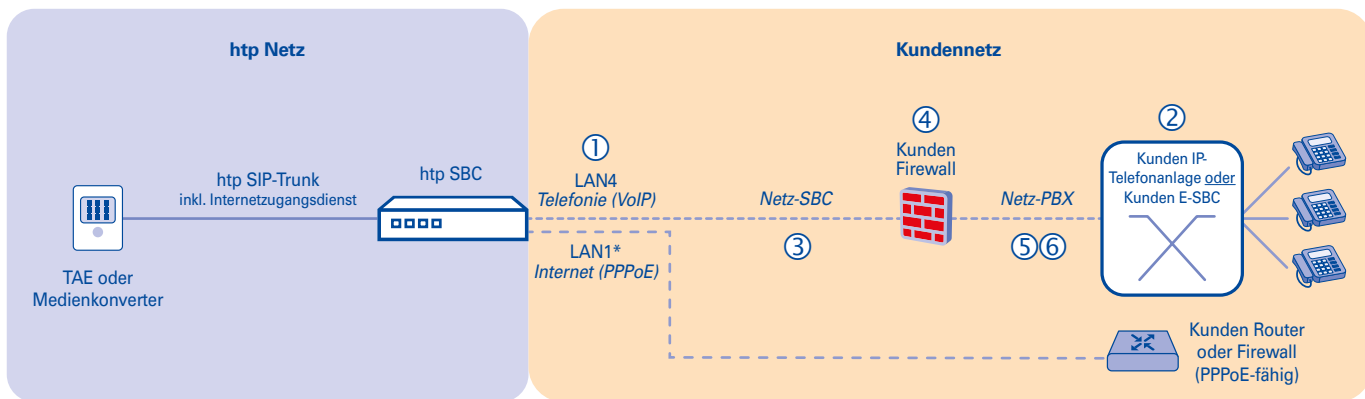 htp Netz
Kundennetz
TAE oder
Medienkonverter
htp SIP-Trunk
inkl. Internetzugangsdienst
htp SBC
①
LAN4
Telefonie (VoIP)
LAN1*
Internet (PPPoE)
Netz-SBC
③
④
Kunden
Firewall
Netz-PBX
⑤⑥
②
Kunden IP-
Telefonanlage oder
Kunden E-SBC
Kunden Router
oder Firewall
(PPPoE-fähig)